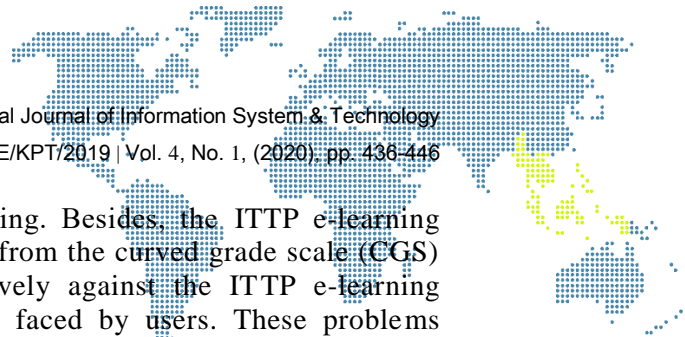 al Journal of Information System & Technology
E/KPT/2019 | Vol. 4, No. 1, (2020), pp. 436-446
ing. Besides, the ITTP e-learning
from the curved grade scale (CGS)
vely against the ITTP e-learning
faced by users. These problems